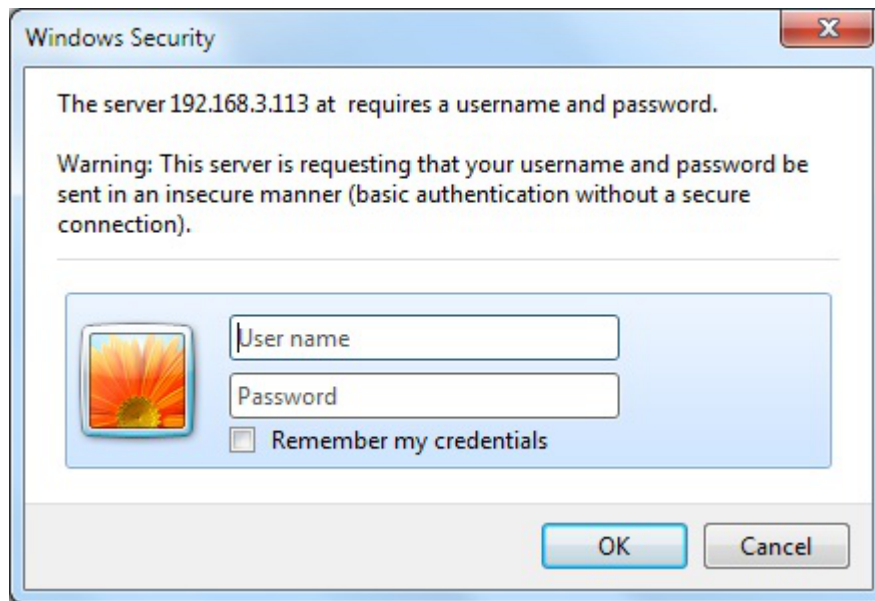 Windows Security
The server 192.168.3.113 at  requires a username and password.
Warning: This server is requesting that your username and password be
sent in an insecure manner (basic authentication without a secure
connection).
User name
Password
Remember my credentials
OK
Cancel